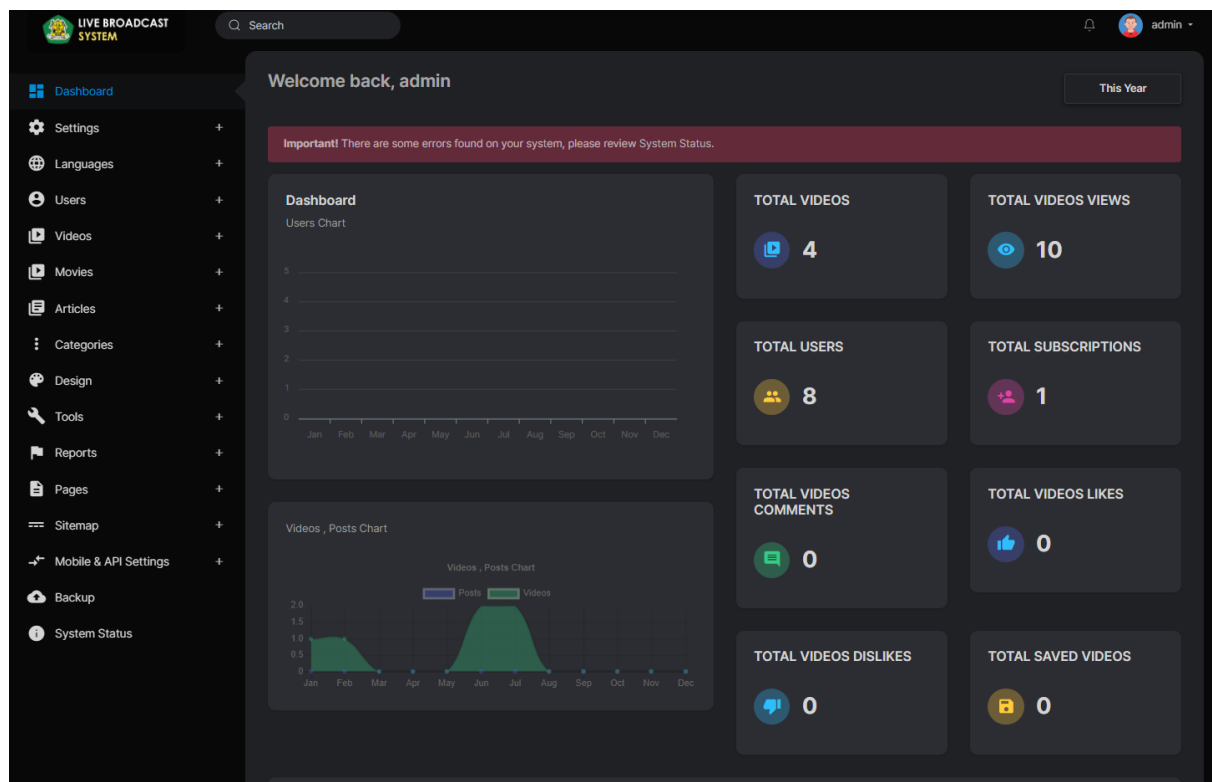 LIVE BROADCAST
SYSTEM
Search
admin
Dashboard
Settings +
Languages +
Users +
Videos +
Movies +
Articles +
Categories +
Design +
Tools +
Reports +
Pages +
Sitemap +
Mobile & API Settings +
Backup
System Status
Welcome back, admin
This Year
Important! There are some errors found on your system, please review System Status.
Dashboard
Users Chart
5
4
3
2
1
0
Jan Feb Mar Apr May Jun Jul Aug Sep Oct Nov Dec
Videos , Posts Chart
Videos , Posts Chart
Posts Videos
2.0
1.5
1.0
0.5
0
Jan Feb Mar Apr May Jun Jul Aug Sep Oct Nov Dec
TOTAL VIDEOS
4
TOTAL VIDEOS VIEWS
10
TOTAL USERS
8
TOTAL SUBSCRIPTIONS
1
TOTAL VIDEOS
COMMENTS
0
TOTAL VIDEOS LIKES
0
TOTAL VIDEOS DISLIKES
0
TOTAL SAVED VIDEOS
0